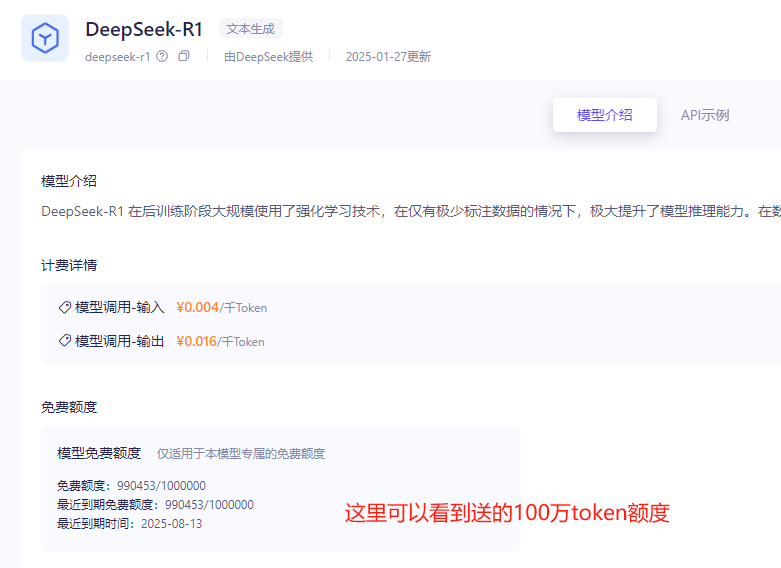 DeepSeek-R1 文本生成
deepseek-r1 由DeepSeek提供 2025-01-27更新
模型介绍 API示例
模型介绍
DeepSeek-R1 在后训练阶段大规模使用了强化学习技术，在仅有极少标注数据的情况下，极大提升了模型推理能力。在数
计费详情
模型调用-输入 ¥0.004/千Token
模型调用-输出 ¥0.016/千Token
免费额度
模型免费额度 仅适用于本模型专属的免费额度
免费额度：990453/1000000
最近到期免费额度：990453/1000000
最近到期时间：2025-08-13
这里可以看到送的100万token额度